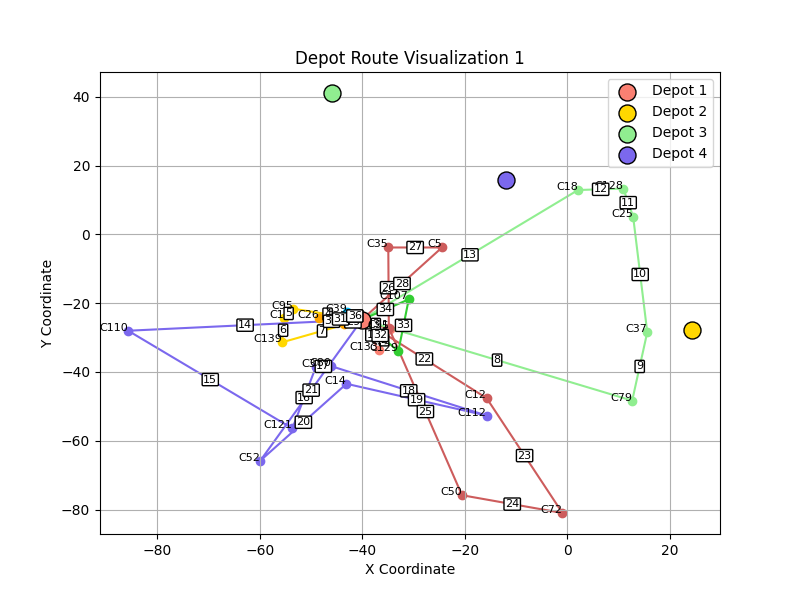 Depot Route Visualization 1
Depot 1
Depot 2
Depot 3
Depot 4
Y Coordinate
40
20
0
−20
−40
−60
−80
C18
12
C128
11
C25
C35
27
C5
13
10
28
26
C107
C95
5
C26
C39
34
31
36
33
C110
14
6
7
C37
C139
C129
22
8
9
17
15
C14
18
19
21
16
C12
C79
25
C112
C121
20
C52
23
C50
24
C72
−80
−60
−40
−20
0
20
X Coordinate